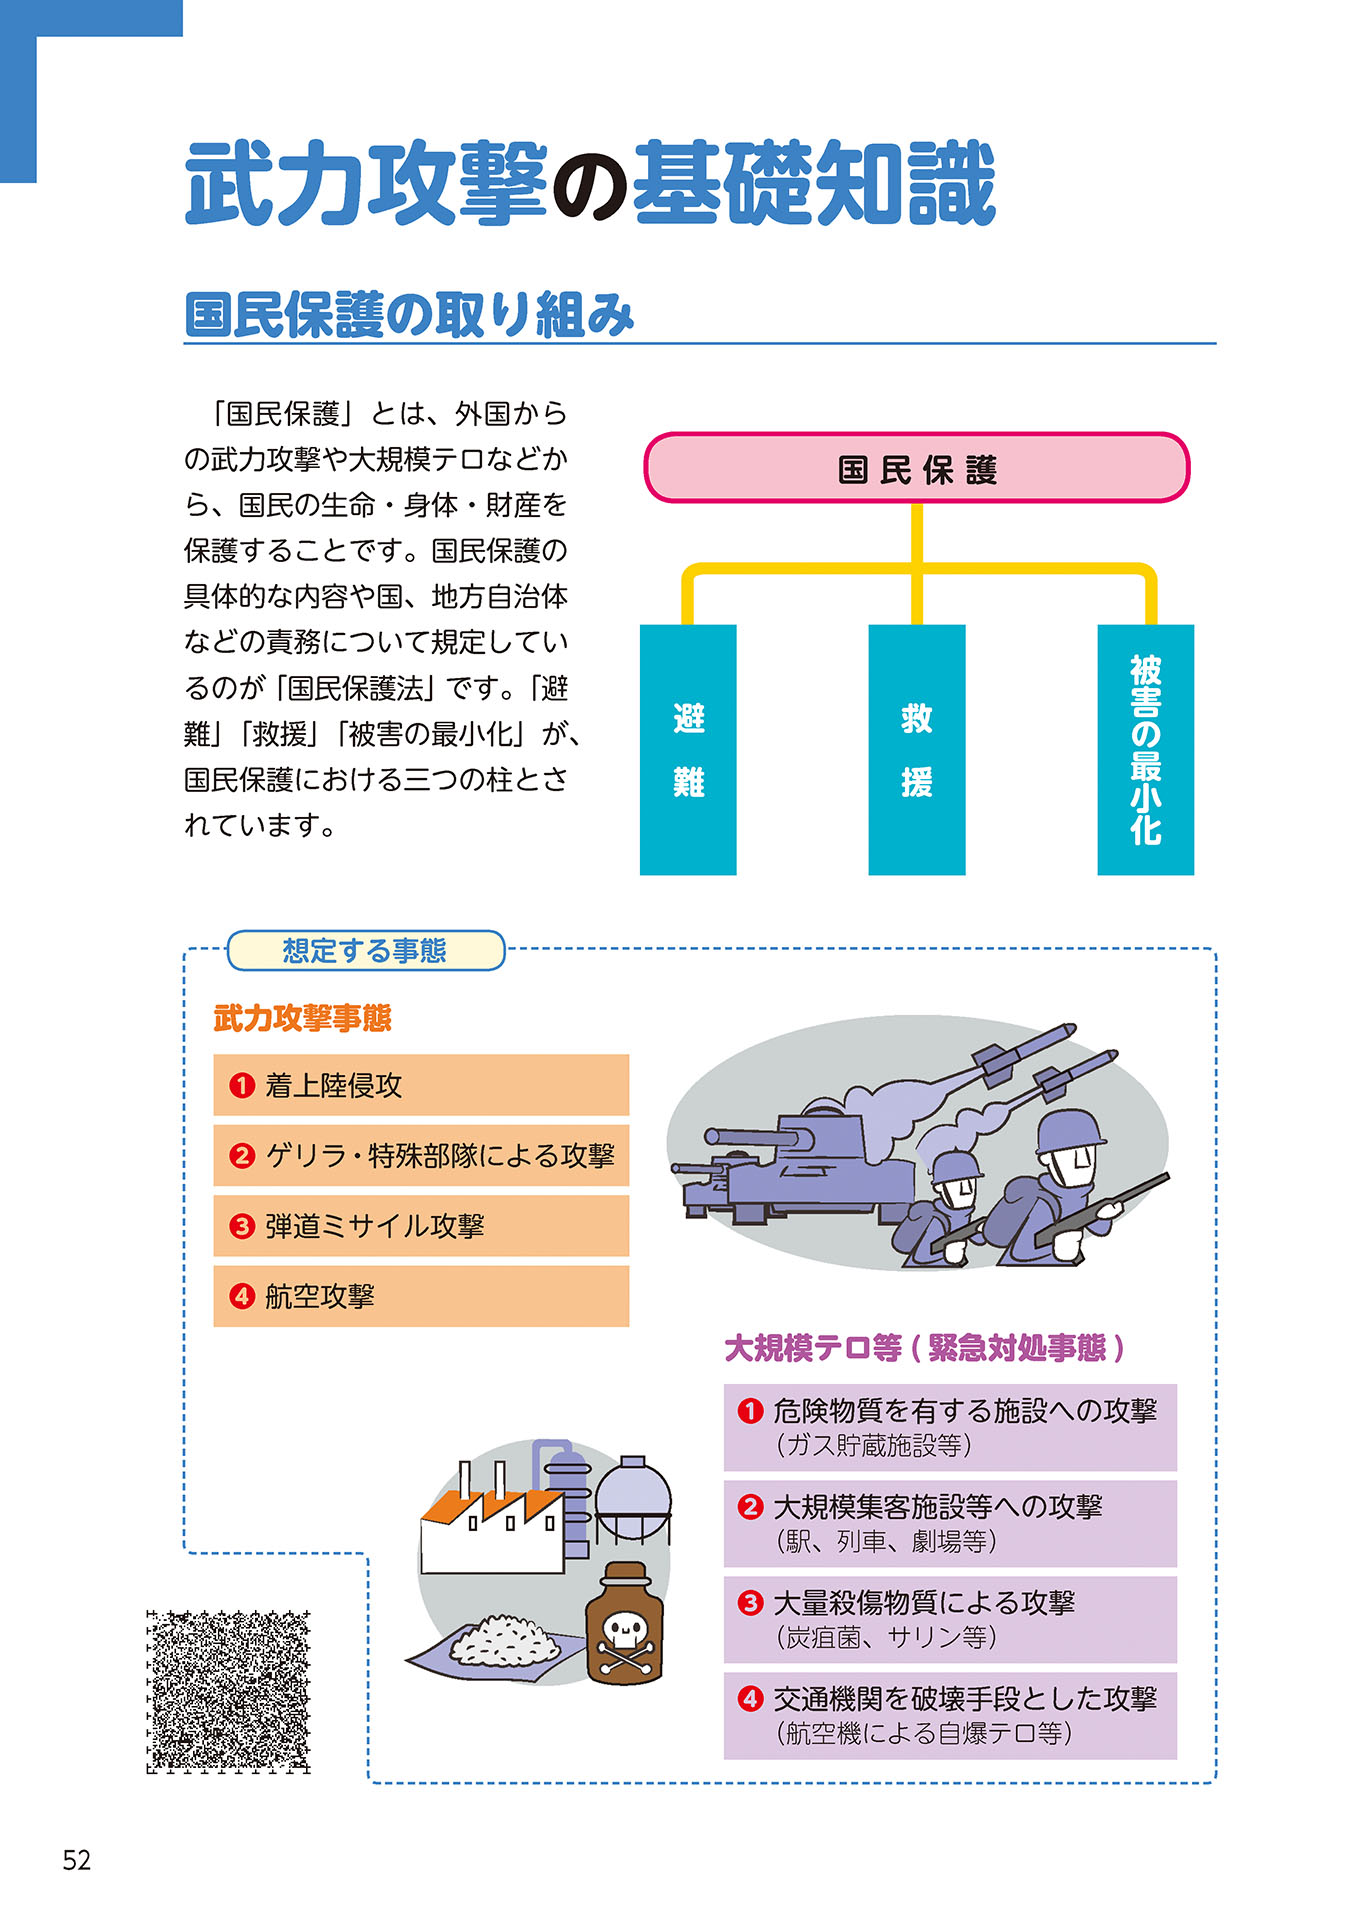 武力攻撃の基礎知識
国民保護の取り組み
「国民保護」とは、外国から
の武力攻撃や大規模テロなどか
ら、国民の生命・身体・財産を
保護することです。国民保護の
具体的な内容や国、地方自治体
などの責務について規定してい
るのが「国民保護法」です。「避
難」「救援」「被害の最小化」が、
国民保護における三つの柱とさ
れています。
国民保護
避難
救援
被害の最小化
想定する事態
武力攻撃事態
❶ 着上陸侵攻
❷ ゲリラ・特殊部隊による攻撃
❸ 弾道ミサイル攻撃
❹ 航空攻撃
大規模テロ等(緊急対処事態)
❶ 危険物質を有する施設への攻撃
(ガス貯蔵施設等)
❷ 大規模集客施設等への攻撃
(駅、列車、劇場等)
❸ 大量殺傷物質による攻撃
(炭疽菌、サリン等)
❹ 交通機関を破壊手段とした攻撃
(航空機による自爆テロ等)
52